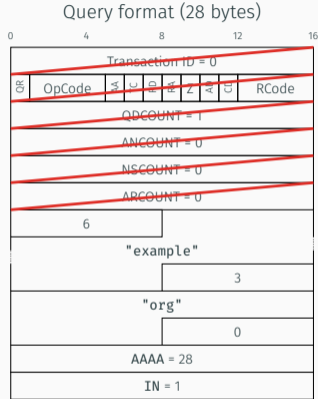 Query format (28 bytes)
0 4 8 12 16
Transaction ID = 0
QR OpCode AA TC RD RA Z AD CD RCode
QDCOUNT = 1
ANCOUNT = 0
NSCOUNT = 0
ARCOUNT = 0
6
"example"
3
"org"
0
AAAA = 28
IN = 1